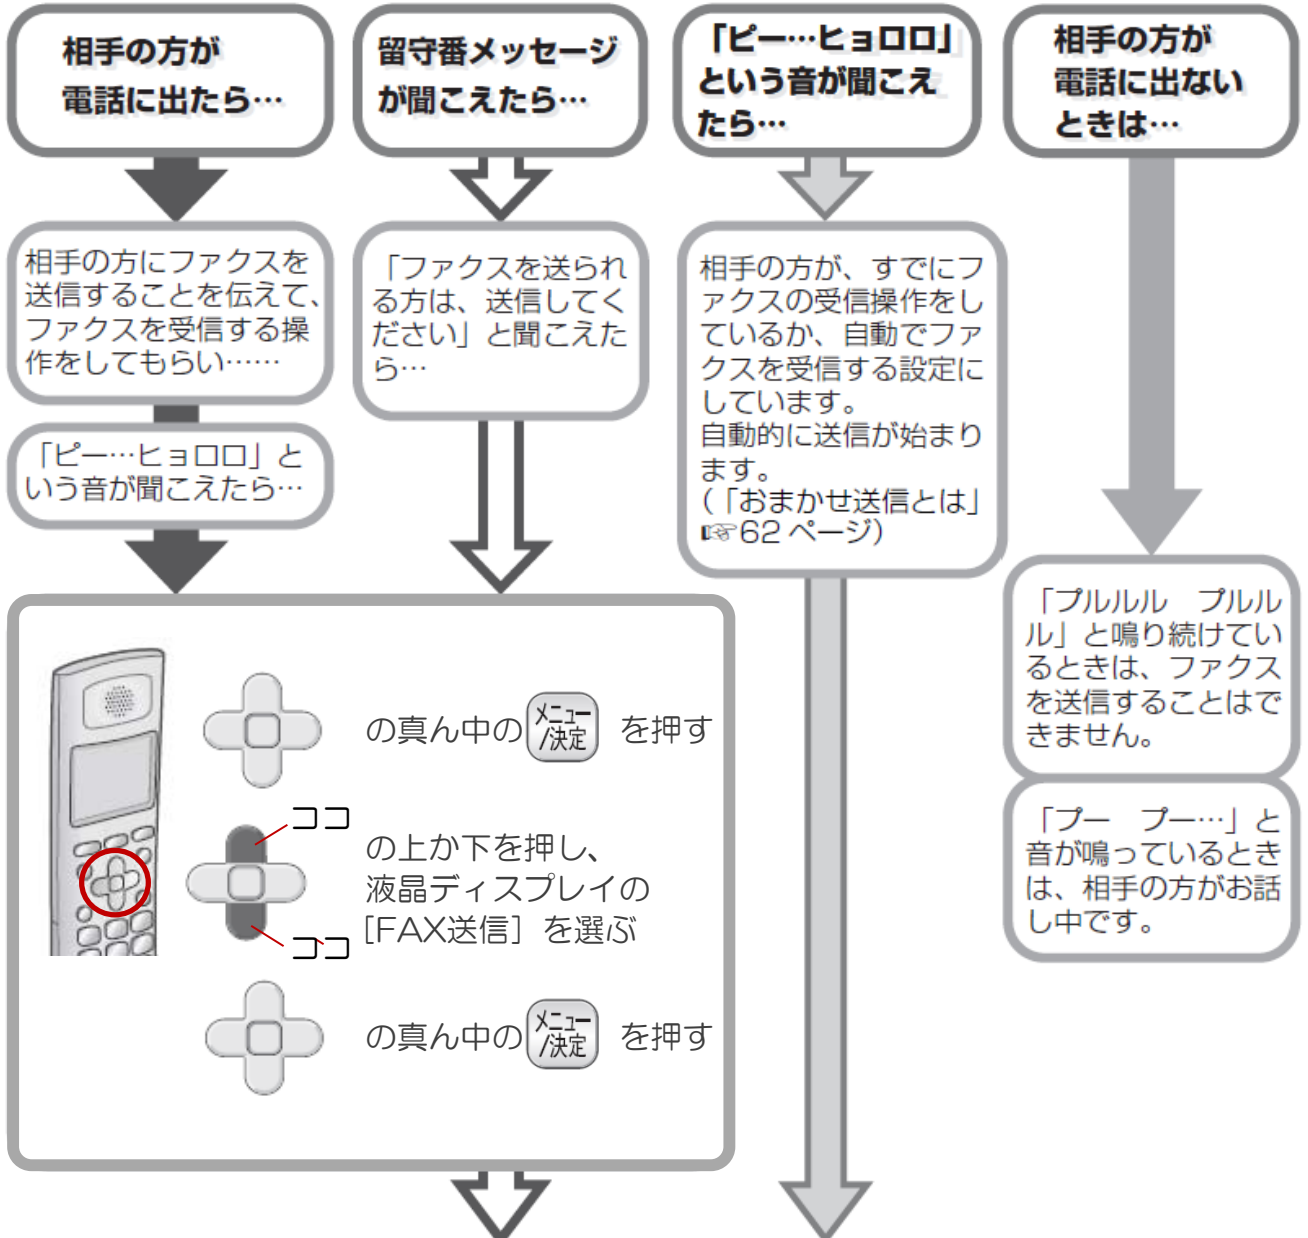 相手の方が
電話に出たら…
留守番メッセージ
が聞こえたら…
「ピー…ヒョロロ」
という音が聞こえ
たら…
相手の方が
電話に出ない
ときは…
相手の方にファクスを
送信することを伝えて、
ファクスを受信する操
作をしてもらい……
「ピー…ヒョロロ」と
いう音が聞こえたら…
「ファクスを送られ
る方は、送信してく
ださい」と聞こえた
ら…
相手の方が、すでにフ
ァクスの受信操作をし
ているか、自動でファ
クスを受信する設定に
しています。
自動的に送信が始まり
ます。
(「おまかせ送信とは」
☞62 ページ)
「プルルル　プルル
ル」と鳴り続けてい
るときは、ファクス
を送信することはで
きません。
「プー　プー…」と
音が鳴っているとき
は、相手の方がお話
し中です。
の真ん中の メニュー/決定 を押す
ココ
の上か下を押し、
液晶ディスプレイの
[FAX送信] を選ぶ
ココ
の真ん中の メニュー/決定 を押す